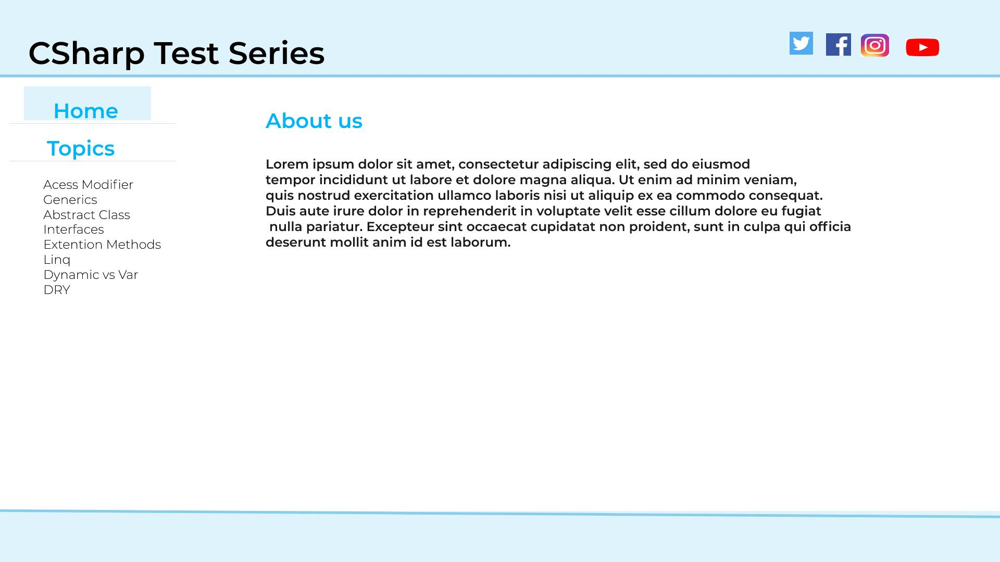 CSharp Test Series
Home
Topics
Acess Modifier
Generics
Abstract Class
Interfaces
Extention Methods
Linq
Dynamic vs Var
DRY
About us
Lorem ipsum dolor sit amet, consectetur adipiscing elit, sed do eiusmod
tempor incididunt ut labore et dolore magna aliqua. Ut enim ad minim veniam,
quis nostrud exercitation ullamco laboris nisi ut aliquip ex ea commodo consequat.
Duis aute irure dolor in reprehenderit in voluptate velit esse cillum dolore eu fugiat
nulla pariatur. Excepteur sint occaecat cupidatat non proident, sunt in culpa qui officia
deserunt mollit anim id est laborum.